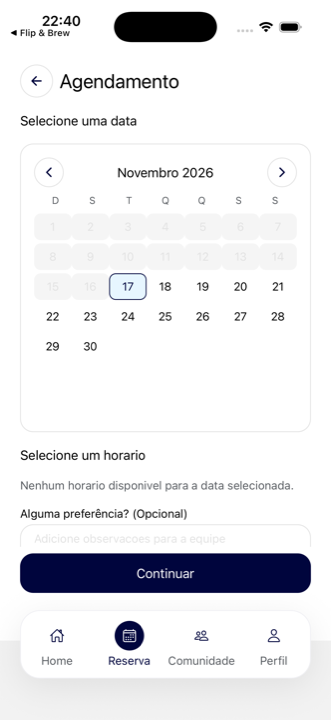 22:40
◀ Flip & Brew
Agendamento
Selecione uma data
Novembro 2026
D S T Q Q S S
1 2 3 4 5 6 7
8 9 10 11 12 13 14
15 16 17 18 19 20 21
22 23 24 25 26 27 28
29 30
Selecione um horario
Nenhum horario disponivel para a data selecionada.
Alguma preferência? (Opcional)
Adicione observacoes para a equipe
Continuar
Home Reserva Comunidade Perfil